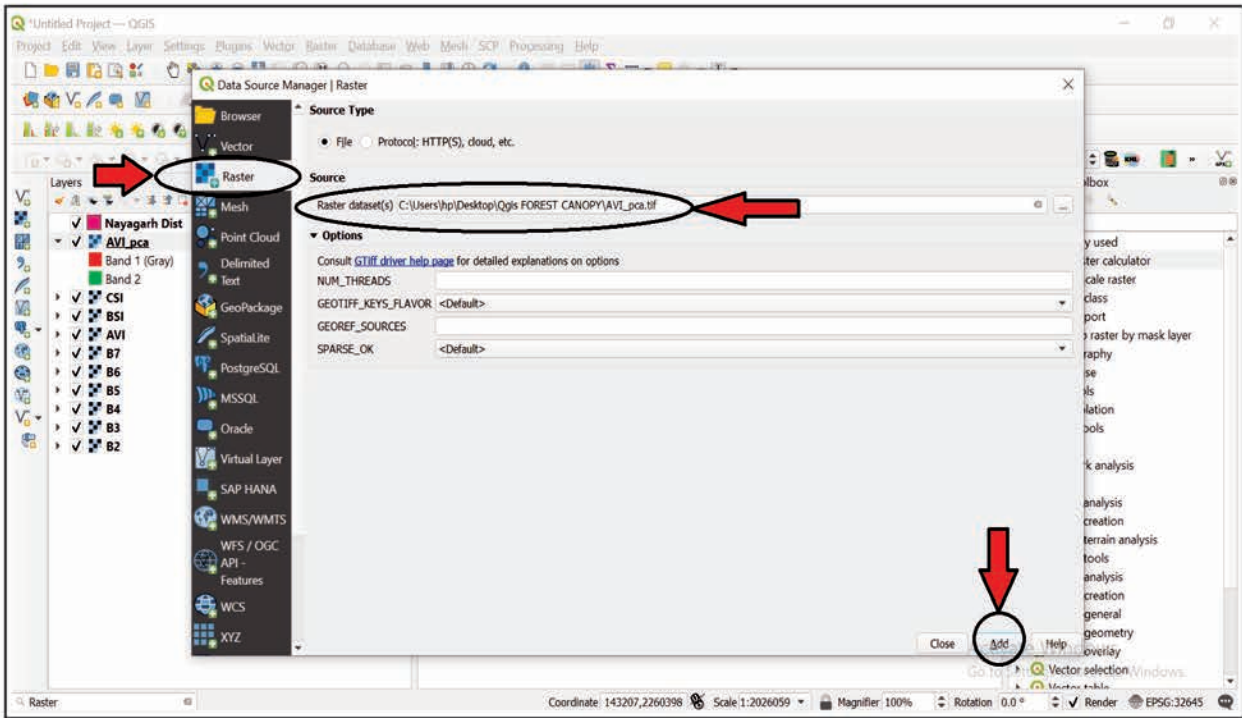 *Untitled Project — QGIS
Project Edit View Layer Settings Plugins Vector Raster Database Web Mesh SCP Processing Help
Data Source Manager | Raster
Browser
Vector
Raster
Mesh
Point Cloud
Delimited
Text
GeoPackage
SpatiaLite
PostgreSQL
MSSQL
Oracle
Virtual Layer
SAP HANA
WMS/WMTS
WFS / OGC
API -
Features
WCS
XYZ
Source Type
File Protocol: HTTP(S), cloud, etc.
Source
Raster dataset(s) C:\Users\hp\Desktop\Qgis FOREST CANOPY\AVI_pca.tif
...
Options
Consult GTiff driver help page for detailed explanations on options
NUM_THREADS
GEOTIFF_KEYS_FLAVOR <Default>
GEOREF_SOURCES
SPARSE_OK <Default>
Close Add Help
Layers
Nayagarh Dist
AVI_pca
Band 1 (Gray)
Band 2
CSI
BSI
AVI
B7
B6
B5
B4
B3
B2
KML
lbox
y used
ter calculator
cale raster
class
port
raster by mask layer
raphy
se
ols
lation
ools
k analysis
analysis
creation
terrain analysis
tools
analysis
creation
general
geometry
overlay
Vector selection
Vector table
Raster
Coordinate 143207,2260398 Scale 1:2026059 Magnifier 100% Rotation 0.0 ° Render EPSG:32645